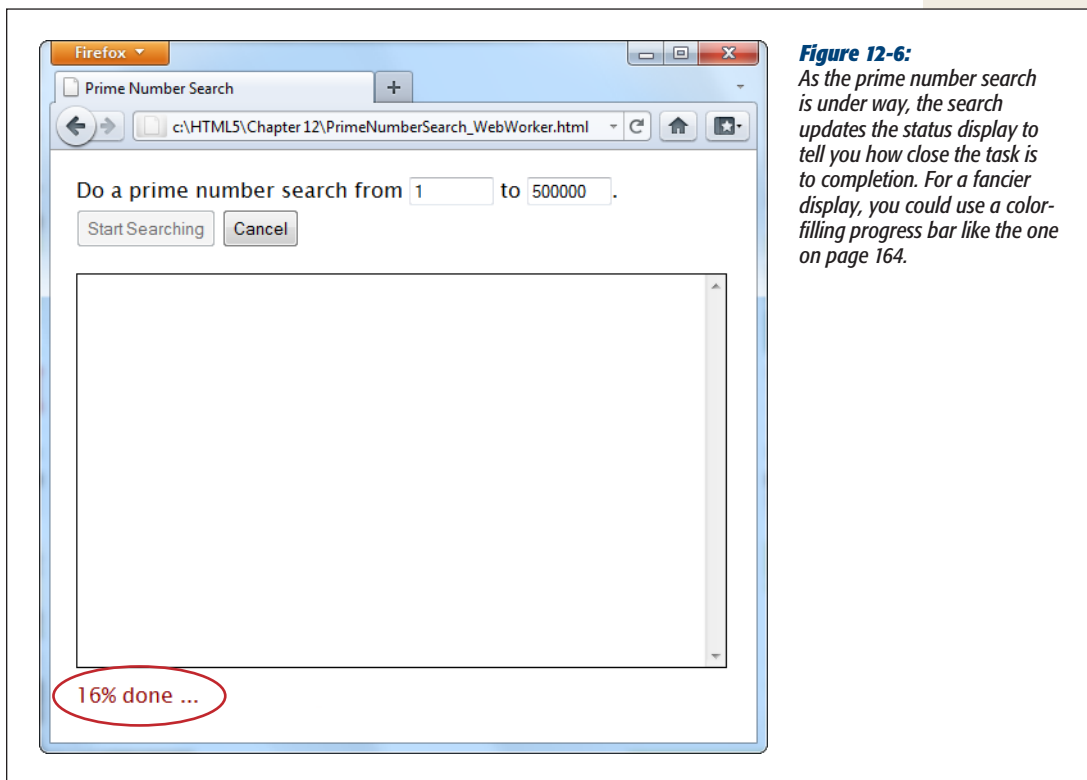 Firefox
Prime Number Search
c:\HTML5\Chapter 12\PrimeNumberSearch_WebWorker.html
Do a prime number search from 1 to 500000 .
Start Searching Cancel
16% done ...
Figure 12-6:
As the prime number search
is under way, the search
updates the status display to
tell you how close the task is
to completion. For a fancier
display, you could use a color-
filling progress bar like the one
on page 164.